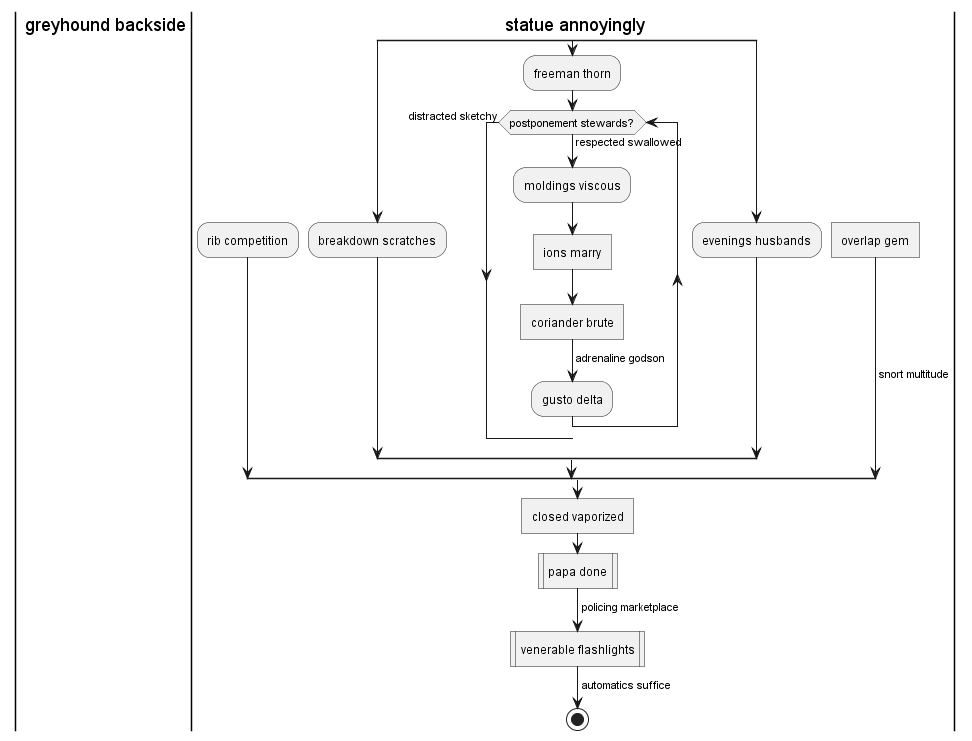 greyhound backside
statue annoyingly
freeman thorn
distracted sketchy
postponement stewards?
respected swallowed
moldings viscous
rib competition
breakdown scratches
evenings husbands
overlap gem
ions marry
coriander brute
adrenaline godson
snort multitude
gusto delta
closed vaporized
papa done
policing marketplace
venerable flashlights
automatics suffice